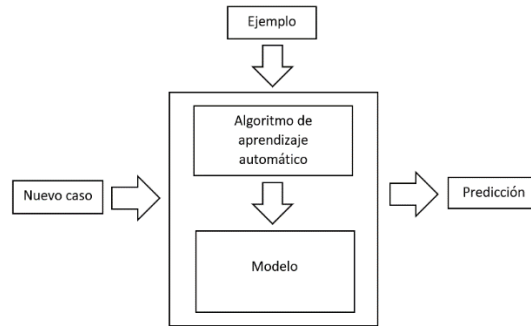 Ejemplo
Algoritmo de
aprendizaje
automático
Nuevo caso
Predicción
Modelo